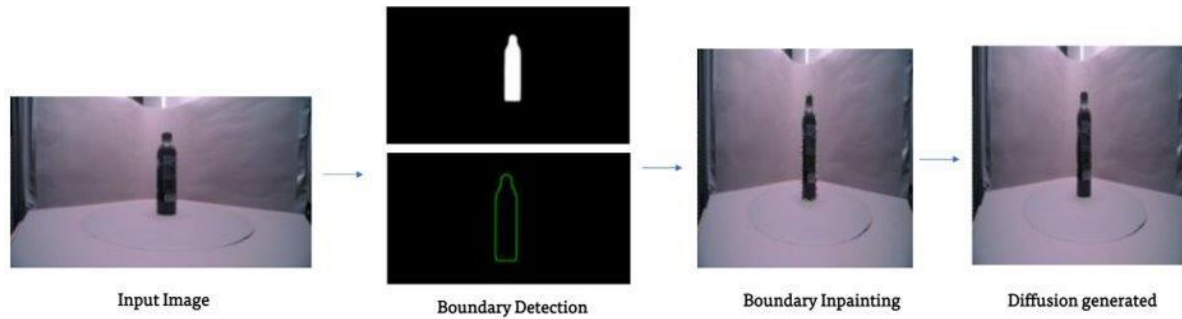 Input Image
Boundary Detection
Boundary Inpainting
Diffusion generated